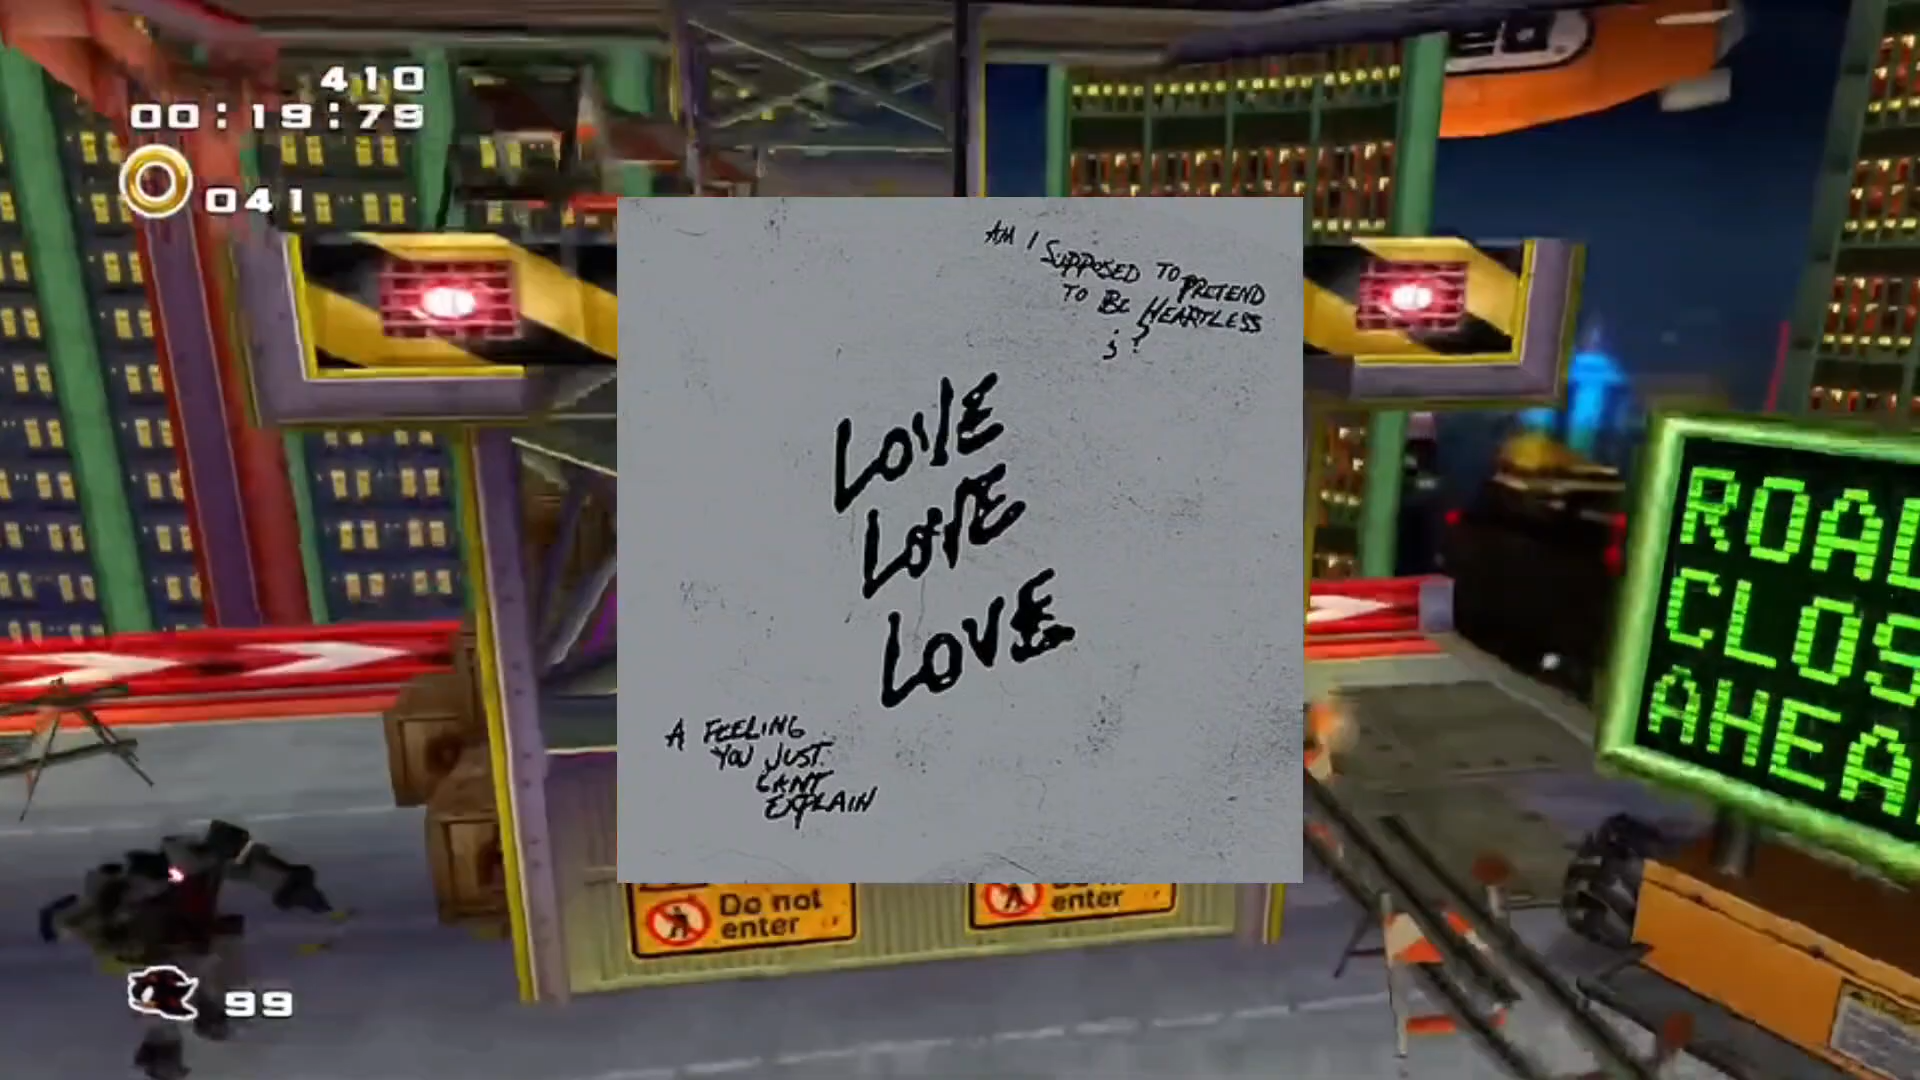 410
00:19:79
041
AM I
SUPPOSED TO PRETEND
TO BE HEARTLESS
?
LOVE
LOVE
LOVE
A FEELING
YOU JUST
CANT
EXPLAIN
ROAD
CLOS
AHEA
Do not
enter
enter
99